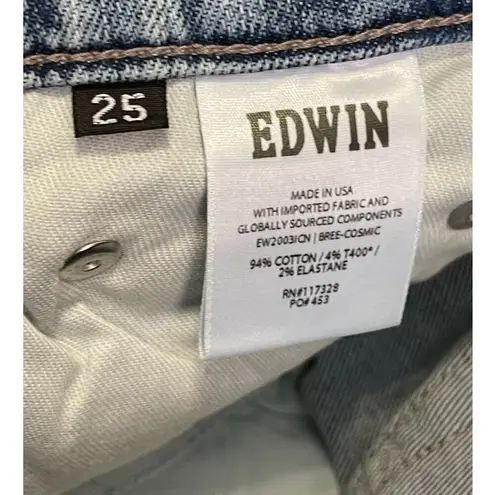 25
EDWIN
MADE IN USA
WITH IMPORTED FABRIC AND
GLOBALLY SOURCED COMPONENTS
EW2003ICN | BREE-COSMIC
94% COTTON / 4% T400® /
2% ELASTANE
RN#117328
PO# 453